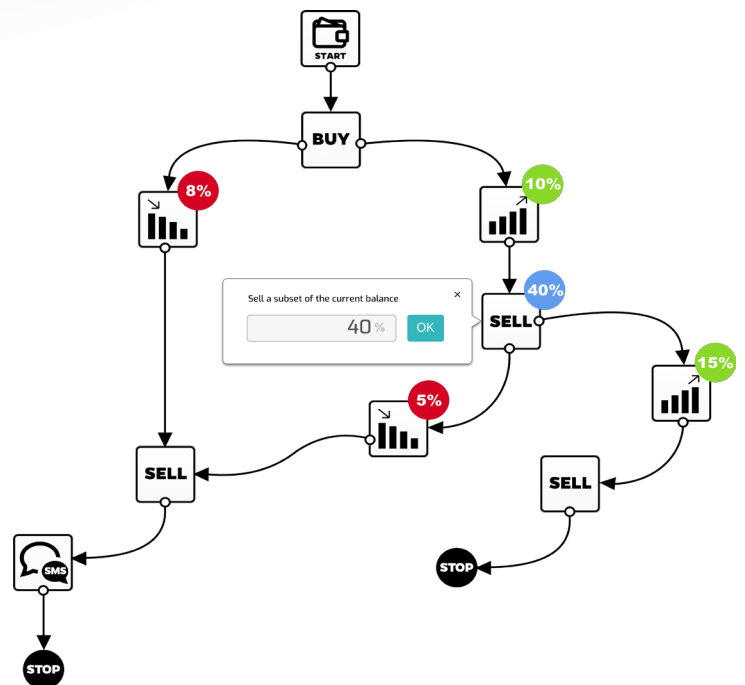 START
BUY
8%
10%
40%
Sell a subset of the current balance ×
40 % OK
SELL
15%
5%
SELL
SELL
SMS
STOP
STOP